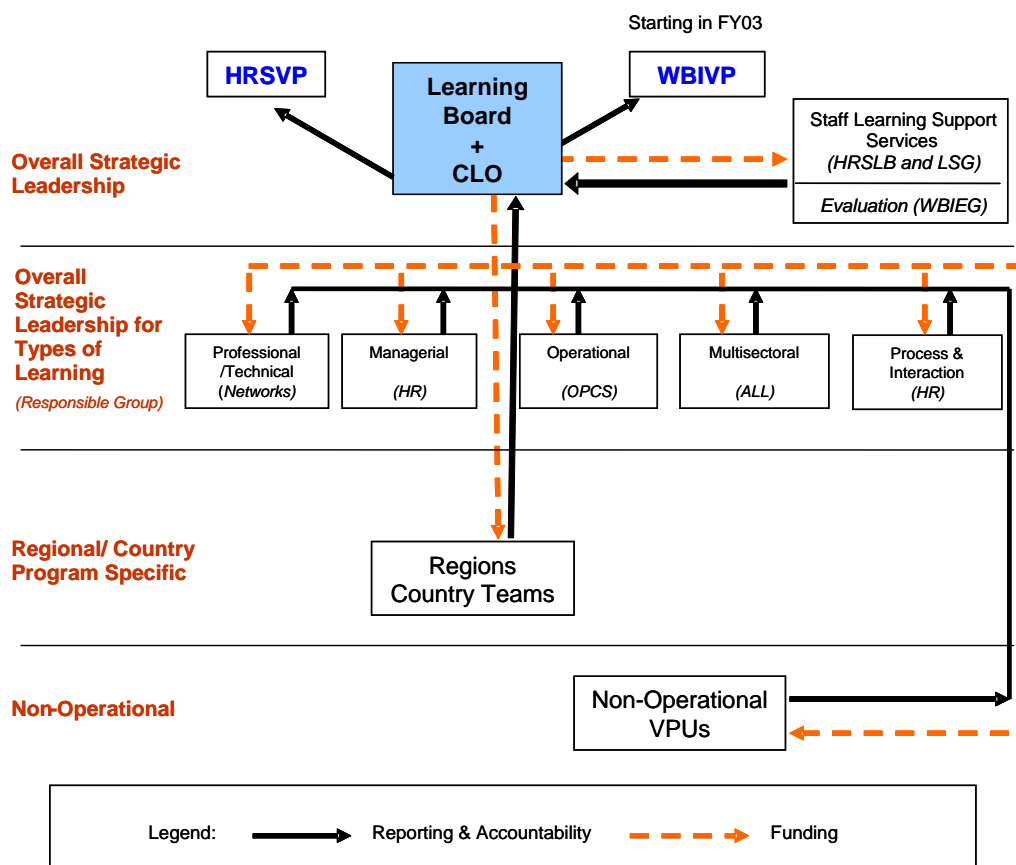 Starting in FY03
HRSVP
Learning
Board
+
CLO
WBIVP
Staff Learning Support
Services
(HRSLB and LSG)
Evaluation (WBIEG)
Overall Strategic
Leadership
Overall
Strategic
Leadership for
Types of
Learning
(Responsible Group)
Professional
/Technical
(Networks)
Managerial
(HR)
Operational
(OPCS)
Multisectoral
(ALL)
Process &
Interaction
(HR)
Regional/ Country
Program Specific
Regions
Country Teams
Non-Operational
Non-Operational
VPUs
Legend:
Reporting & Accountability
Funding